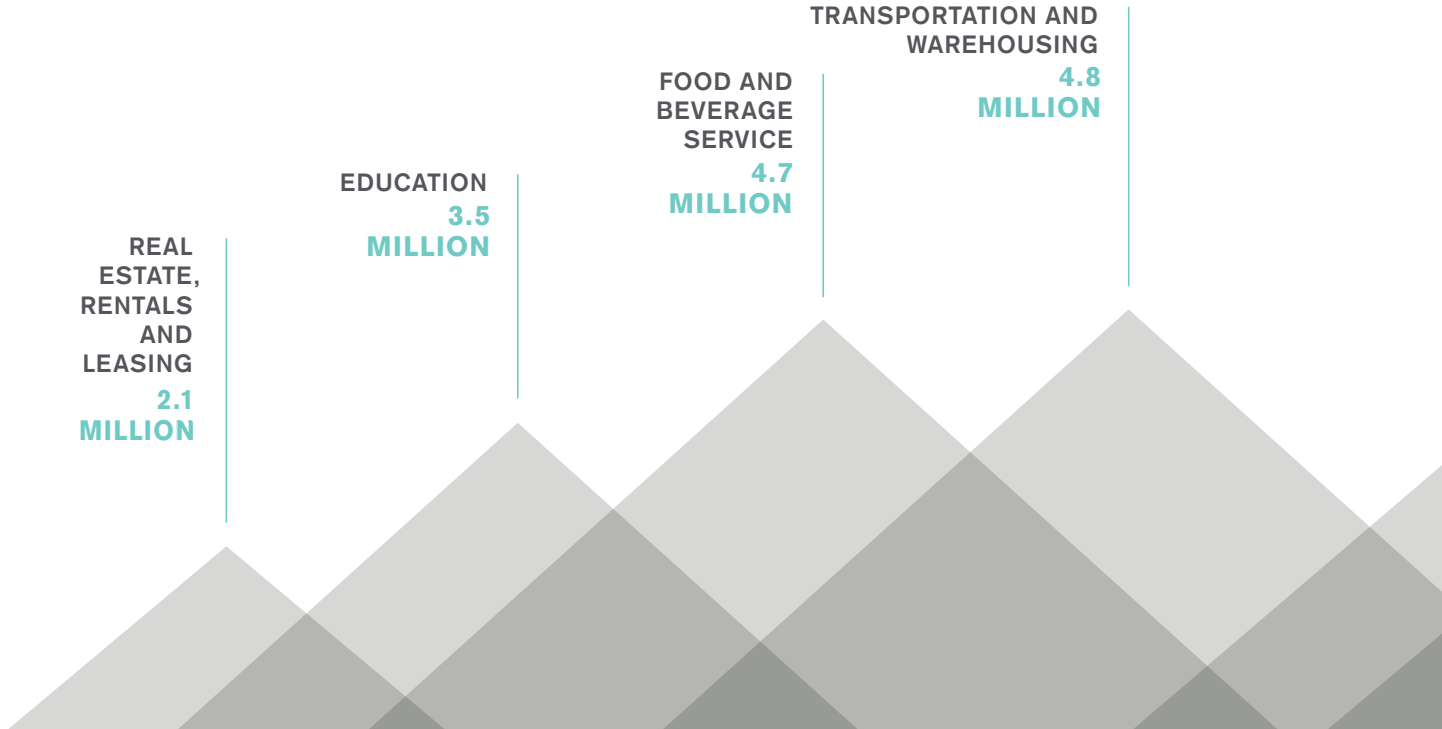 REAL
ESTATE,
RENTALS
AND
LEASING
2.1
MILLION
EDUCATION
3.5
MILLION
FOOD AND
BEVERAGE
SERVICE
4.7
MILLION
TRANSPORTATION AND
WAREHOUSING
4.8
MILLION